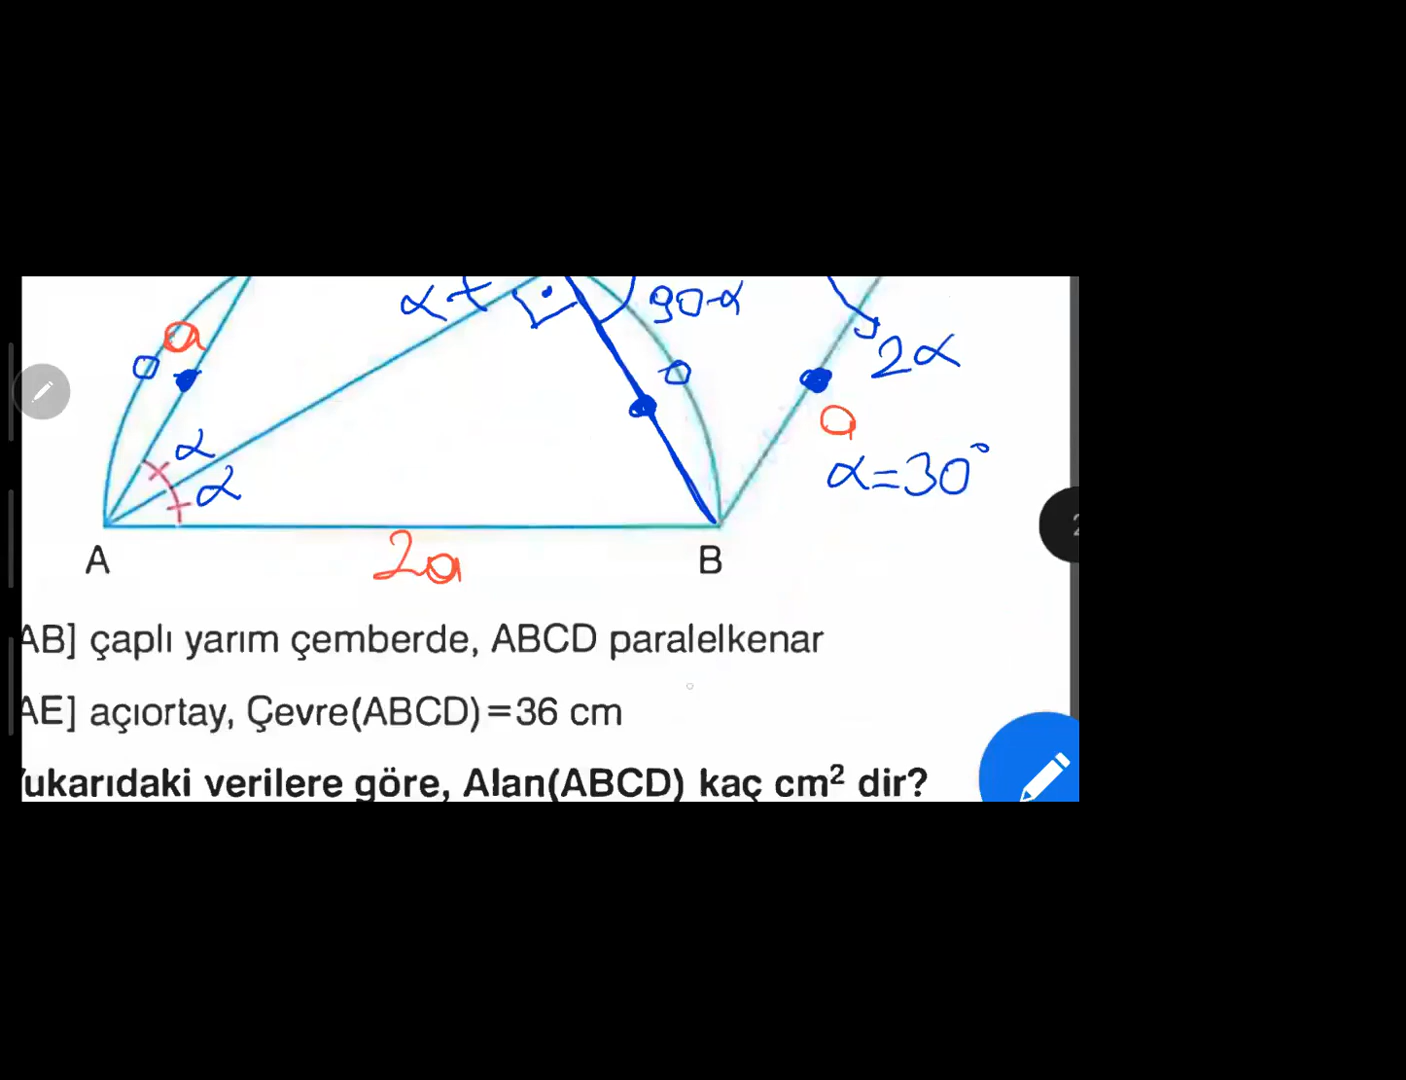 α 90-α
a
2α
α a
α α=30°
A 2a B
AB] çaplı yarım çemberde, ABCD paralelkenar
AE] açıortay, Çevre(ABCD)=36 cm
Yukarıdaki verilere göre, Alan(ABCD) kaç cm² dir?